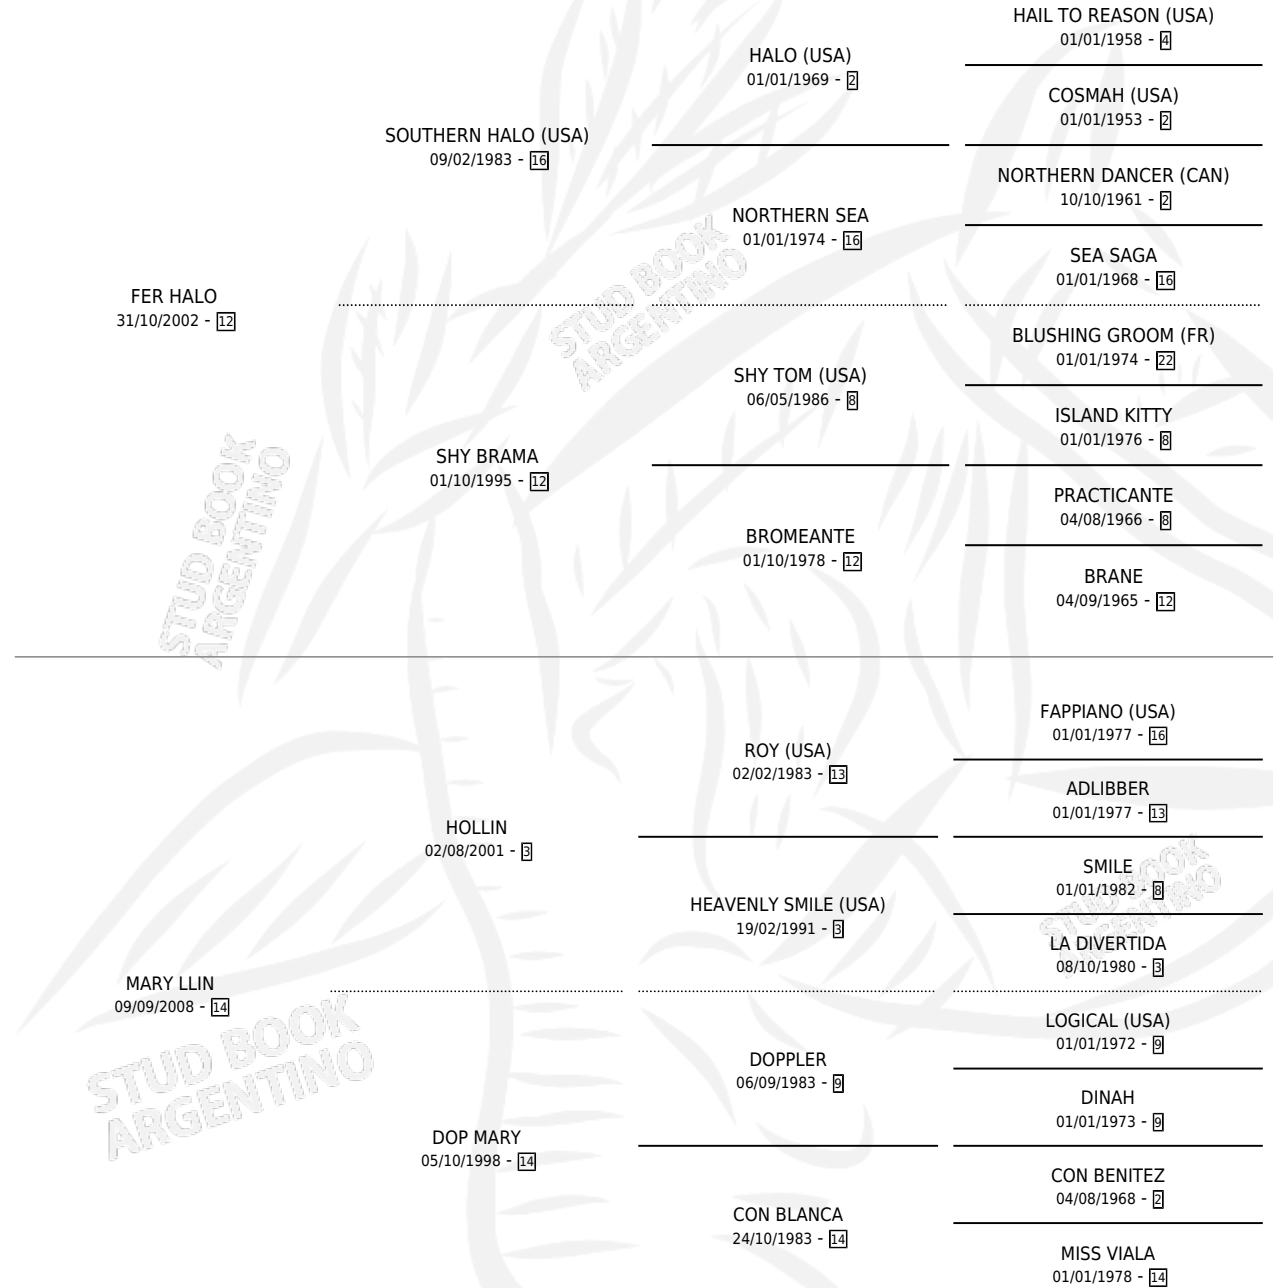 HAIL TO REASON (USA)
01/01/1958 - 4
HALO (USA)
01/01/1969 - 2
COSMAH (USA)
01/01/1953 - 2
SOUTHERN HALO (USA)
09/02/1983 - 16
NORTHERN DANCER (CAN)
10/10/1961 - 2
NORTHERN SEA
01/01/1974 - 16
SEA SAGA
01/01/1968 - 16
FER HALO
31/10/2002 - 12
BLUSHING GROOM (FR)
01/01/1974 - 22
SHY TOM (USA)
06/05/1986 - 8
ISLAND KITTY
01/01/1976 - 8
SHY BRAMA
01/10/1995 - 12
PRACTICANTE
04/08/1966 - 8
BROMEANTE
01/10/1978 - 12
BRANE
04/09/1965 - 12
FAPPIANO (USA)
01/01/1977 - 16
ROY (USA)
02/02/1983 - 13
ADLIBBER
01/01/1977 - 13
HOLLIN
02/08/2001 - 3
SMILE
01/01/1982 - 8
HEAVENLY SMILE (USA)
19/02/1991 - 3
LA DIVERTIDA
08/10/1980 - 3
MARY LLIN
09/09/2008 - 14
LOGICAL (USA)
01/01/1972 - 9
DOPPLER
06/09/1983 - 9
DINAH
01/01/1973 - 9
DOP MARY
05/10/1998 - 14
CON BENITEZ
04/08/1968 - 2
CON BLANCA
24/10/1983 - 14
MISS VIALA
01/01/1978 - 14
STUD BOOK
ARGENTINO
STUD BOOK
ARGENTINO
STUD BOOK
ARGENTINO
STUD BOOK
ARGENTINO